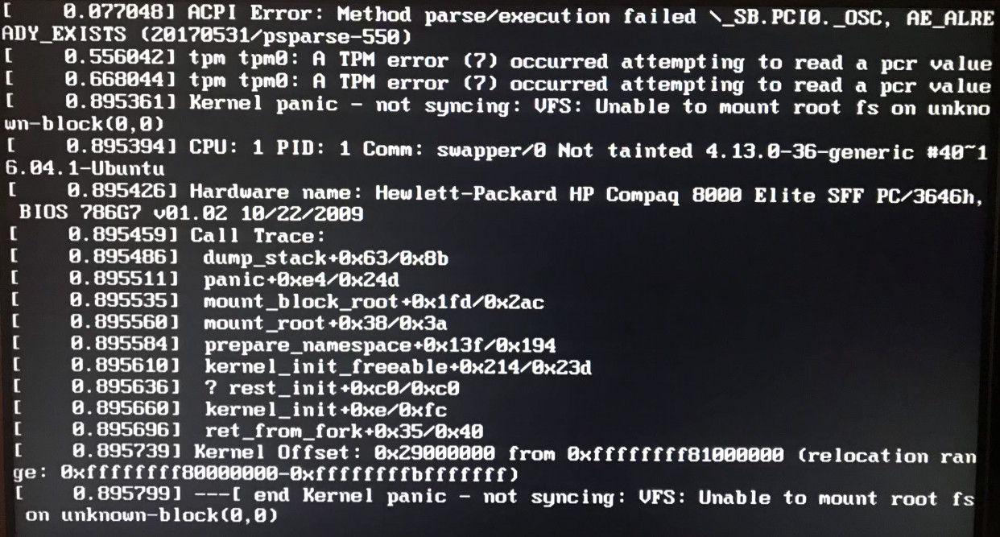 [    0.077048] ACPI Error: Method parse/execution failed \_SB.PCI0._OSC, AE_ALRE
ADY_EXISTS (20170531/psparse-550)
[    0.556042] tpm tpm0: A TPM error (7) occurred attempting to read a pcr value
[    0.668044] tpm tpm0: A TPM error (7) occurred attempting to read a pcr value
[    0.895361] Kernel panic - not syncing: VFS: Unable to mount root fs on unkno
wn-block(0,0)
[    0.895394] CPU: 1 PID: 1 Comm: swapper/0 Not tainted 4.13.0-36-generic #40~1
6.04.1-Ubuntu
[    0.895426] Hardware name: Hewlett-Packard HP Compaq 8000 Elite SFF PC/3646h,
 BIOS 786G7 v01.02 10/22/2009
[    0.895459] Call Trace:
[    0.895486]  dump_stack+0x63/0x8b
[    0.895511]  panic+0xe4/0x24d
[    0.895535]  mount_block_root+0x1fd/0x2ac
[    0.895560]  mount_root+0x38/0x3a
[    0.895584]  prepare_namespace+0x13f/0x194
[    0.895610]  kernel_init_freeable+0x214/0x23d
[    0.895636]  ? rest_init+0xc0/0xc0
[    0.895660]  kernel_init+0xe/0xfc
[    0.895696]  ret_from_fork+0x35/0x40
[    0.895739] Kernel Offset: 0x29000000 from 0xffffffff81000000 (relocation ran
ge: 0xffffffff80000000-0xffffffffbfffffff)
[    0.895799] ---[ end Kernel panic - not syncing: VFS: Unable to mount root fs
 on unknown-block(0,0)